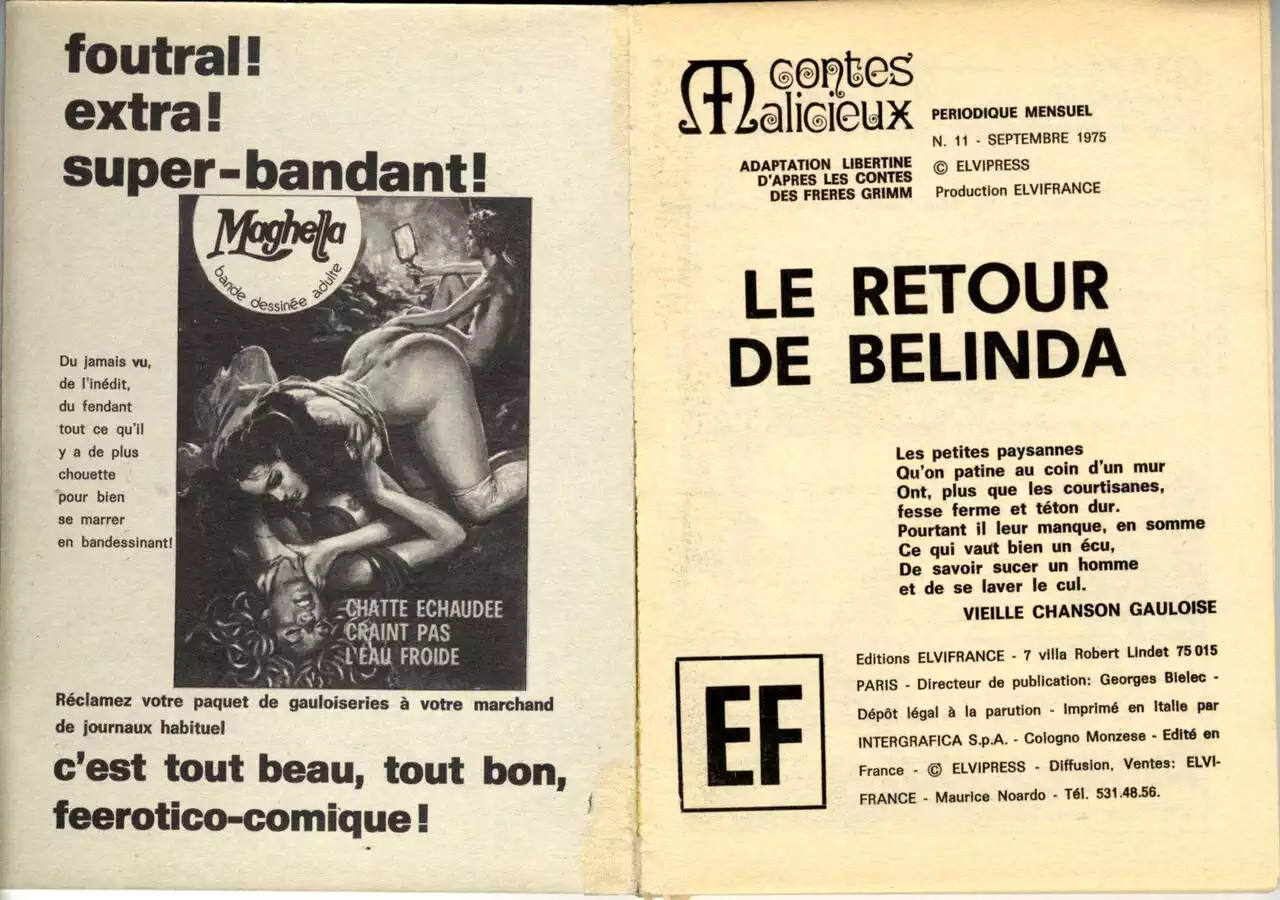 foutral!
extra!
super-bandant!
Maghella
bande dessinée adulte
Du jamais vu,
de l'inédit,
du fendant
tout ce qu'il
y a de plus
chouette
pour bien
se marrer
en bandessinant!
CHATTE ECHAUDEE
CRAINT PAS
L'EAU FROIDE
Réclamez votre paquet de gauloiseries à votre marchand
de journaux habituel
c'est tout beau, tout bon,
feerotico-comique!
contes
Malicieux
PERIODIQUE MENSUEL
N. 11 - SEPTEMBRE 1975
ADAPTATION LIBERTINE
D'APRES LES CONTES
DES FRERES GRIMM
© ELVIPRESS
Production ELVIFRANCE
LE RETOUR
DE BELINDA
Les petites paysannes
Qu'on patine au coin d'un mur
Ont, plus que les courtisanes,
fesse ferme et téton dur.
Pourtant il leur manque, en somme
Ce qui vaut bien un écu,
De savoir sucer un homme
et de se laver le cul.
VIEILLE CHANSON GAULOISE
EF
Editions ELVIFRANCE - 7 villa Robert Lindet 75 015
PARIS - Directeur de publication: Georges Bielec -
Dépôt légal à la parution - Imprimé en Italie par
INTERGRAFICA S.p.A. - Cologno Monzese - Edité en
France - © ELVIPRESS - Diffusion, Ventes: ELVI-
FRANCE - Maurice Noardo - Tél. 531.48.56.